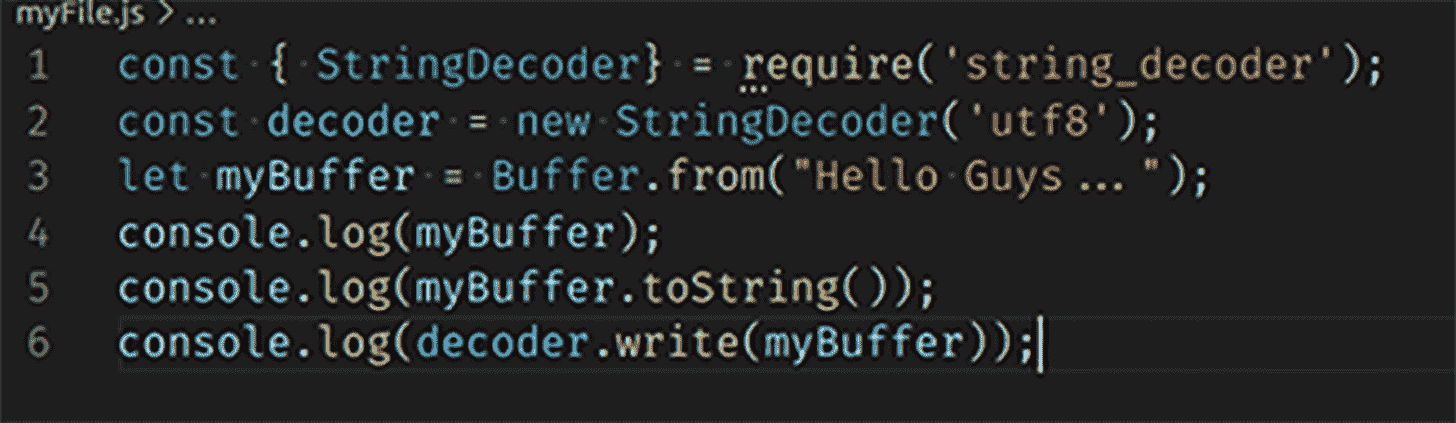 myFile.js > ...
1 const { StringDecoder} = require('string_decoder');
2 const decoder = new StringDecoder('utf8');
3 let myBuffer = Buffer.from("Hello Guys ... ");
4 console.log(myBuffer);
5 console.log(myBuffer.toString());
6 console.log(decoder.write(myBuffer));